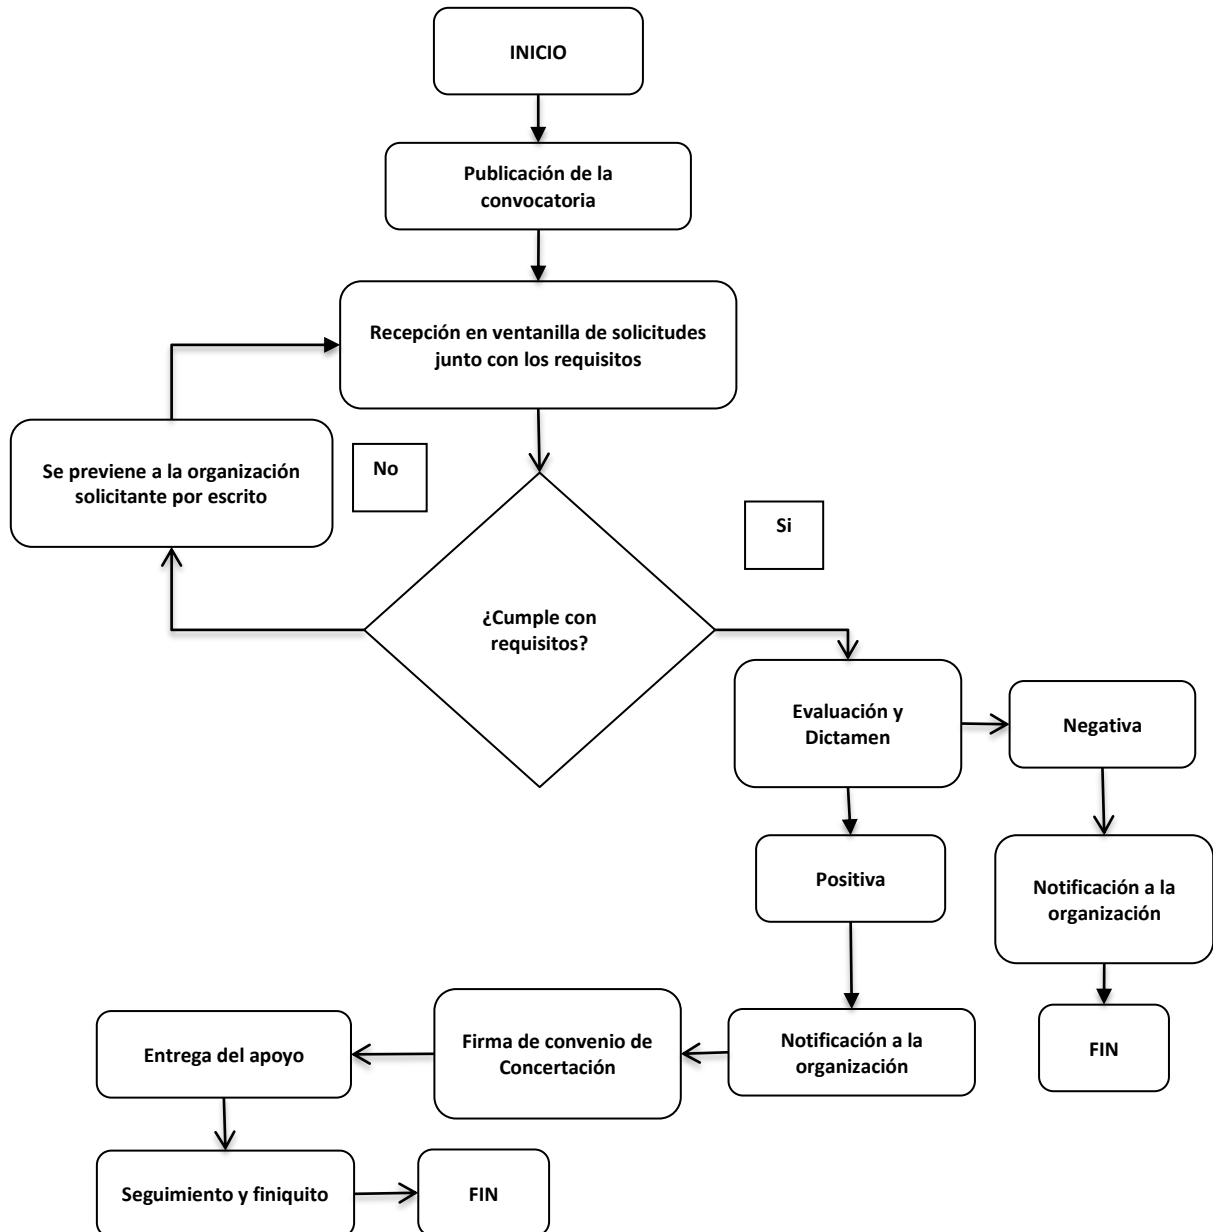 INICIO
Publicación de la
convocatoria
Recepción en ventanilla de solicitudes
junto con los requisitos
Se previene a la organización
solicitante por escrito
No
Si
¿Cumple con
requisitos?
Evaluación y
Dictamen
Negativa
Positiva
Notificación a la
organización
Notificación a la
organización
Firma de convenio de
Concertación
Entrega del apoyo
FIN
Seguimiento y finiquito
FIN